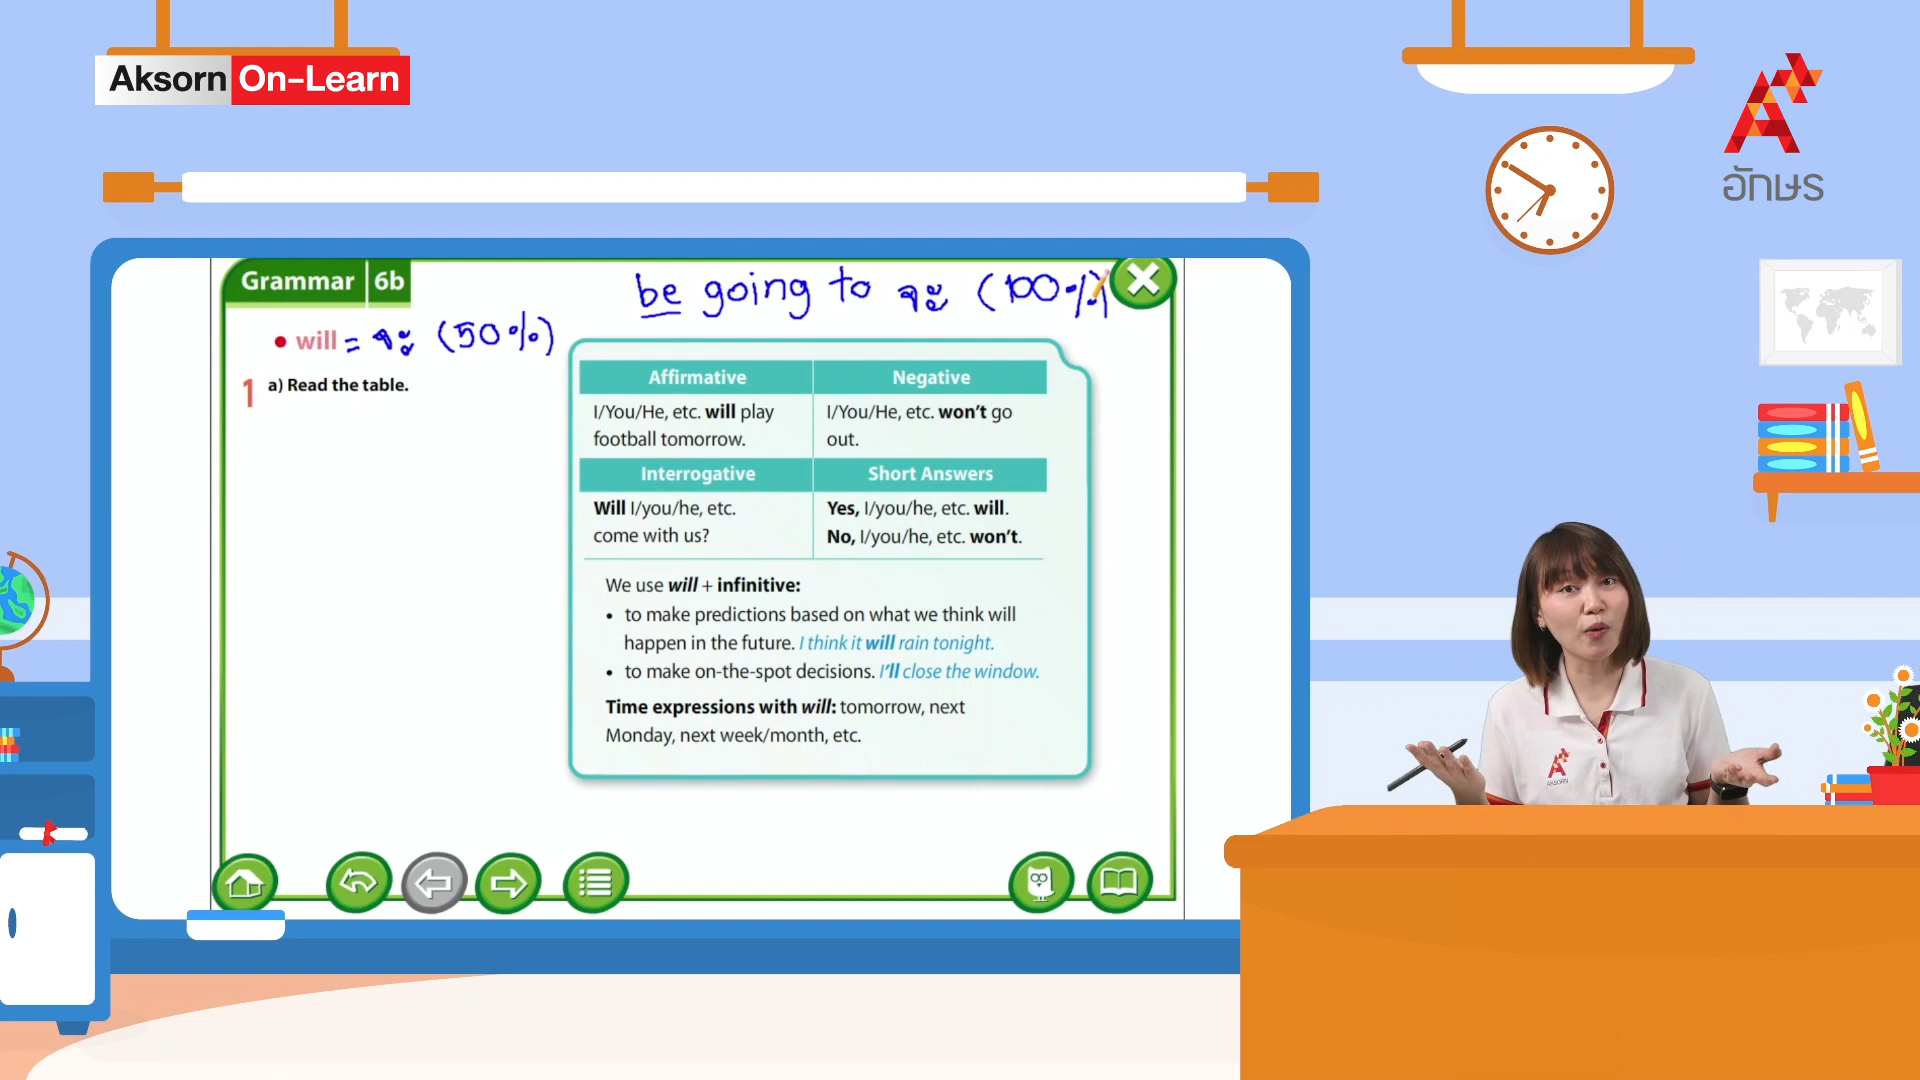 Aksorn On-Learn
อักษร
Grammar 6b
be going to จะ (100%)
• will = จะ (50%)
1 a) Read the table.
Affirmative Negative
I/You/He, etc. will play football tomorrow.
I/You/He, etc. won't go out.
Interrogative Short Answers
Will I/you/he, etc. come with us?
Yes, I/you/he, etc. will.
No, I/you/he, etc. won't.
We use will + infinitive:
• to make predictions based on what we think will
happen in the future. I think it will rain tonight.
• to make on-the-spot decisions. I'll close the window.
Time expressions with will: tomorrow, next
Monday, next week/month, etc.
AKSORN